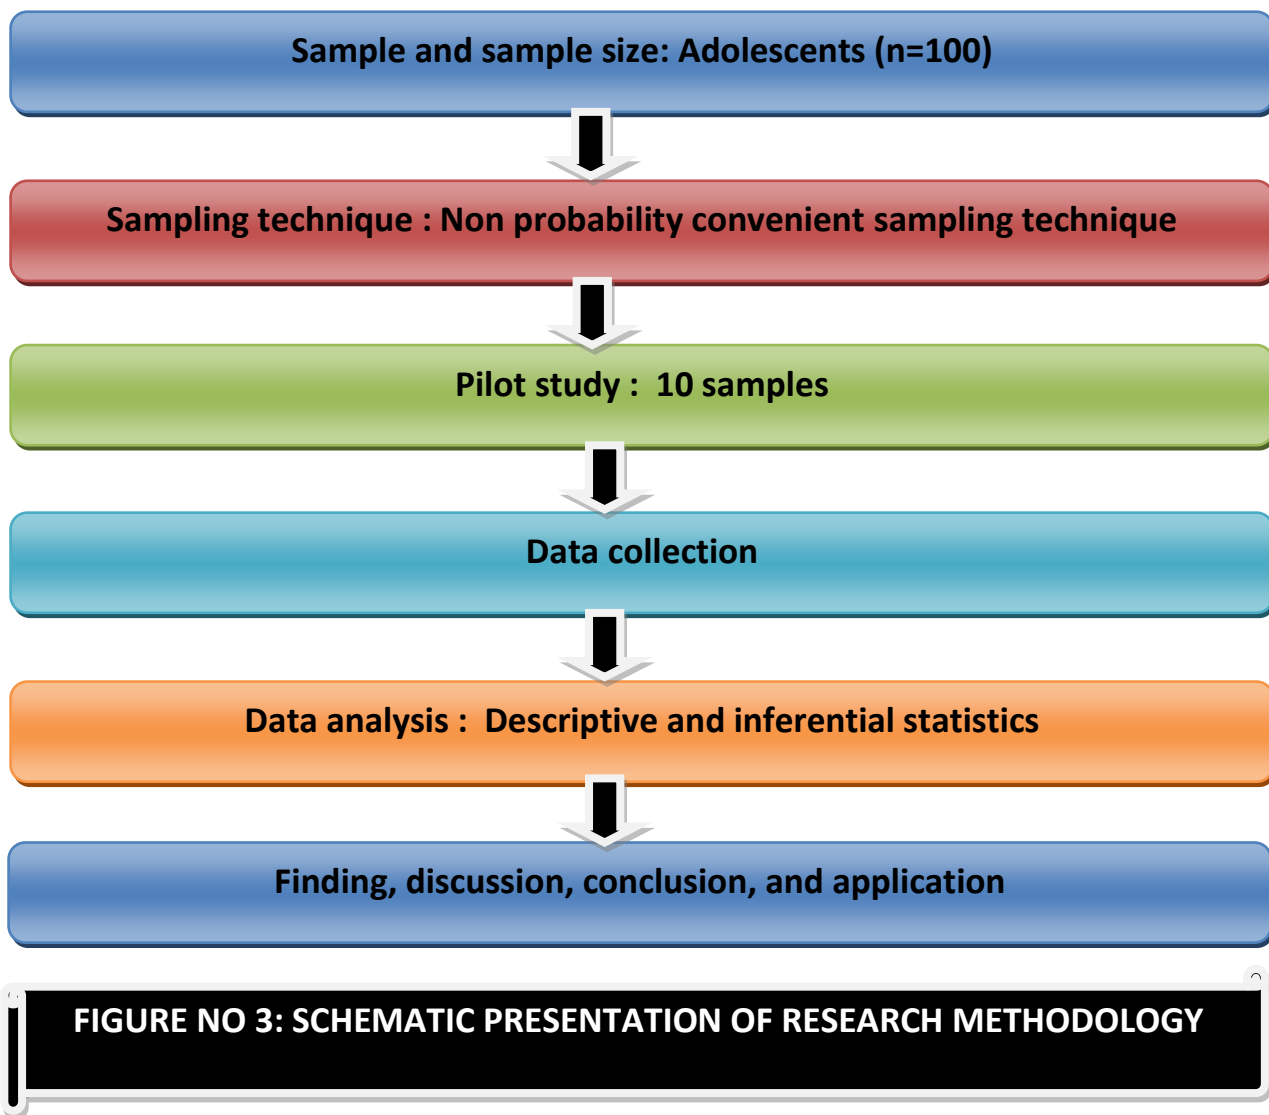 Sample and sample size: Adolescents (n=100)
Sampling technique : Non probability convenient sampling technique
Pilot study :  10 samples
Data collection
Data analysis :  Descriptive and inferential statistics
Finding, discussion, conclusion, and application
FIGURE NO 3: SCHEMATIC PRESENTATION OF RESEARCH METHODOLOGY